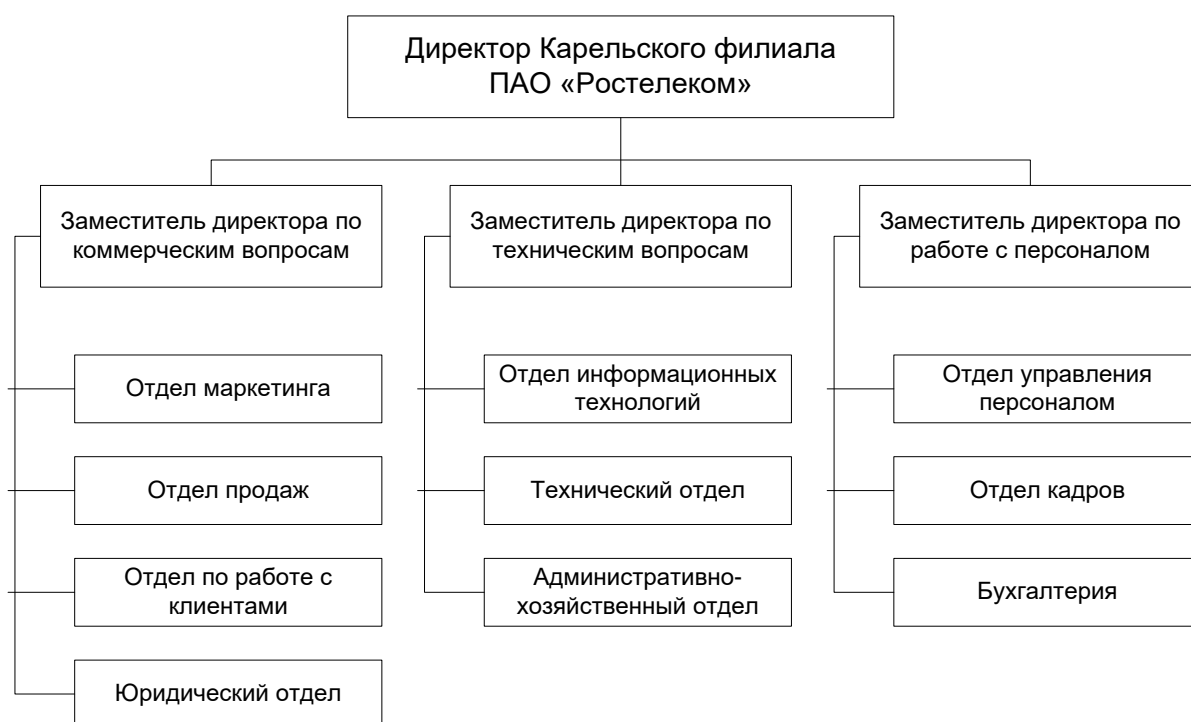 Директор Карельского филиала
ПАО «Ростелеком»
Заместитель директора по
коммерческим вопросам
Заместитель директора по
техническим вопросам
Заместитель директора по
работе с персоналом
Отдел маркетинга
Отдел информационных
технологий
Отдел управления
персоналом
Отдел продаж
Технический отдел
Отдел кадров
Отдел по работе с
клиентами
Административно-
хозяйственный отдел
Бухгалтерия
Юридический отдел